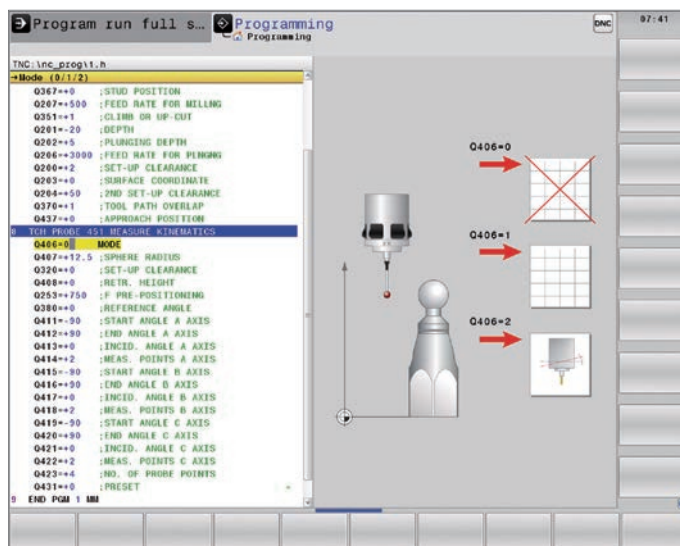 Program run full s... Programming
Programming
DNC
07:41
TNC:\nc_prog\1.h
→Mode (0/1/2)
Q367=+0 ;STUD POSITION
Q207=+500 ;FEED RATE FOR MILLNG
Q351=+1 ;CLIMB OR UP-CUT
Q201=-20 ;DEPTH
Q202=+5 ;PLUNGING DEPTH
Q206=+3000 ;FEED RATE FOR PLNGNG
Q200=+2 ;SET-UP CLEARANCE
Q203=+0 ;SURFACE COORDINATE
Q204=+50 ;2ND SET-UP CLEARANCE
Q370=+1 ;TOOL PATH OVERLAP
Q437=+0 ;APPROACH POSITION
8 TCH PROBE 451 MEASURE KINEMATICS
Q406=0 MODE
Q407=+12.5 ;SPHERE RADIUS
Q320=+0 ;SET-UP CLEARANCE
Q408=+0 ;RETR. HEIGHT
Q253=+750 ;F PRE-POSITIONING
Q380=+0 ;REFERENCE ANGLE
Q411=-90 ;START ANGLE A AXIS
Q412=+90 ;END ANGLE A AXIS
Q413=+0 ;INCID. ANGLE A AXIS
Q414=+2 ;MEAS. POINTS A AXIS
Q415=-90 ;START ANGLE B AXIS
Q416=+90 ;END ANGLE B AXIS
Q417=+0 ;INCID. ANGLE B AXIS
Q418=+2 ;MEAS. POINTS B AXIS
Q419=-90 ;START ANGLE C AXIS
Q420=+90 ;END ANGLE C AXIS
Q421=+0 ;INCID. ANGLE C AXIS
Q422=+2 ;MEAS. POINTS C AXIS
Q423=+4 ;NO. OF PROBE POINTS
Q431=+0 ;PRESET
9 END PGM 1 MM
Q406=0
Q406=1
Q406=2